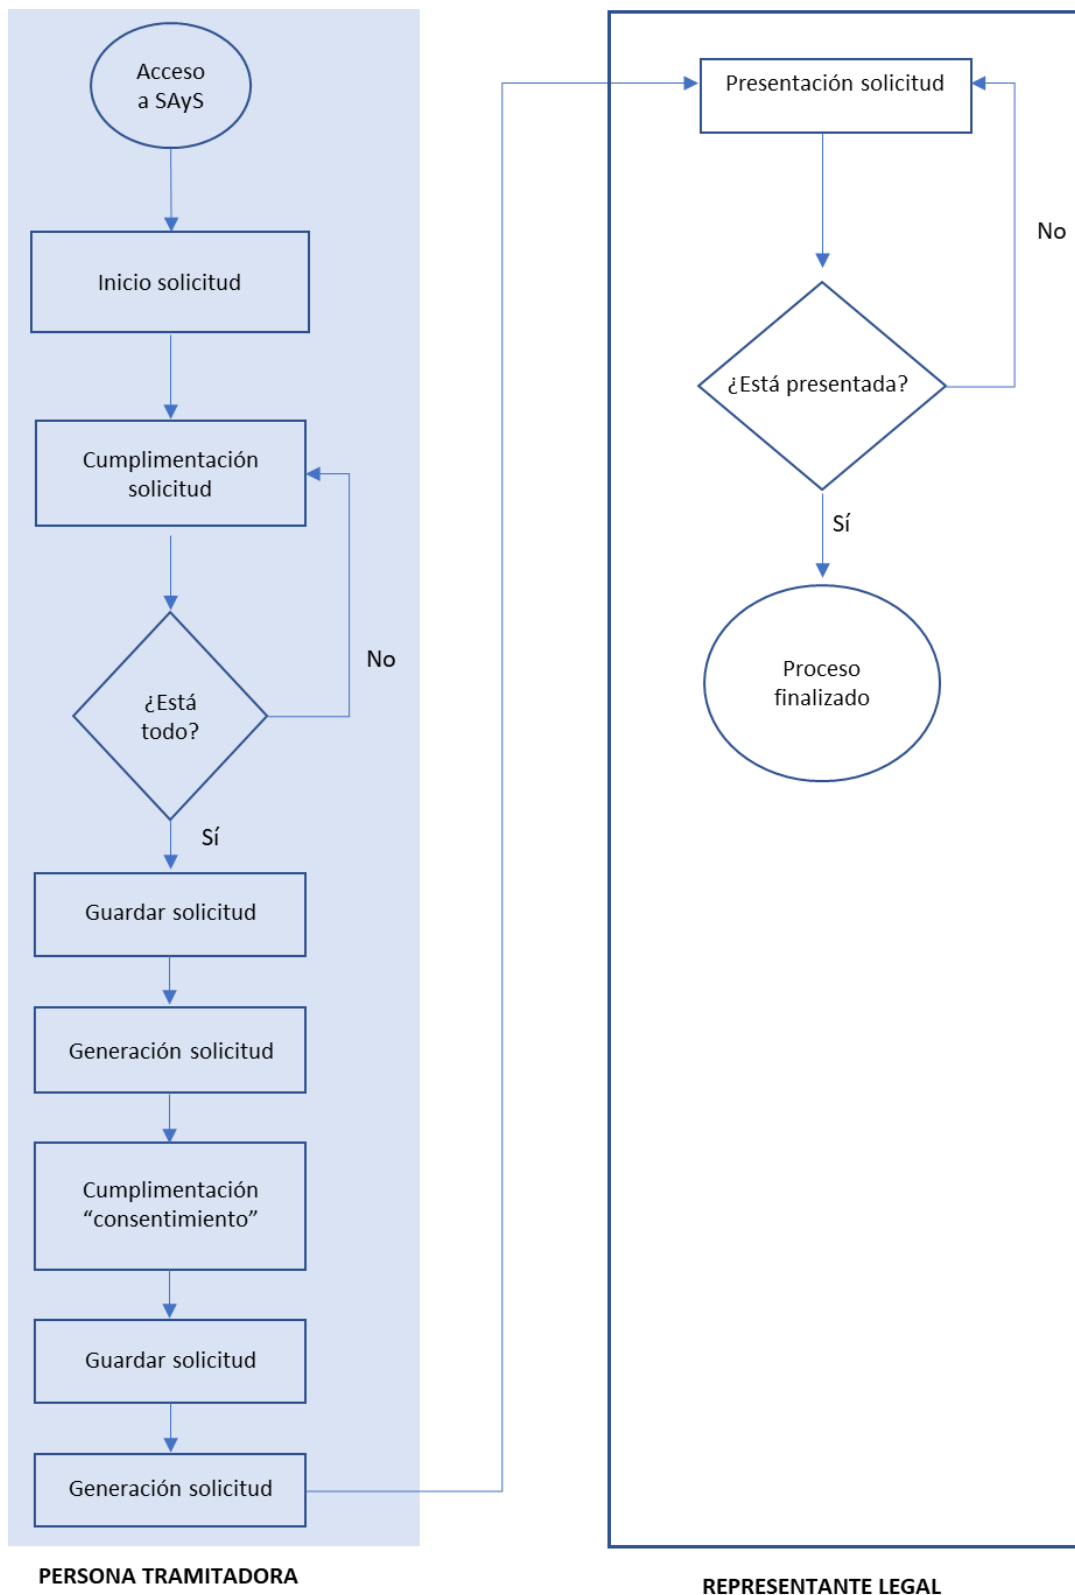 Acceso
a SAyS
Inicio solicitud
Cumplimentación
solicitud
No
¿Está
todo?
Sí
Guardar solicitud
Generación solicitud
Cumplimentación
“consentimiento”
Guardar solicitud
Generación solicitud
PERSONA TRAMITADORA
Presentación solicitud
No
¿Está presentada?
Sí
Proceso
finalizado
REPRESENTANTE LEGAL